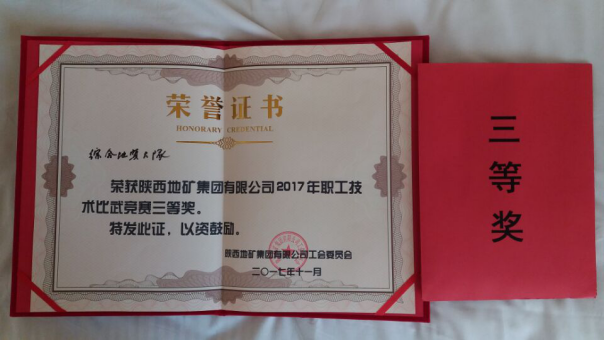 荣誉证书
HONORARY CREDENTIAL
综合地质大队
荣获陕西地矿集团有限公司2017年职工技
术比武竞赛三等奖。
特发此证，以资鼓励。
陕西地矿集团有限公司工会委员会
二〇一七年十一月
三等奖